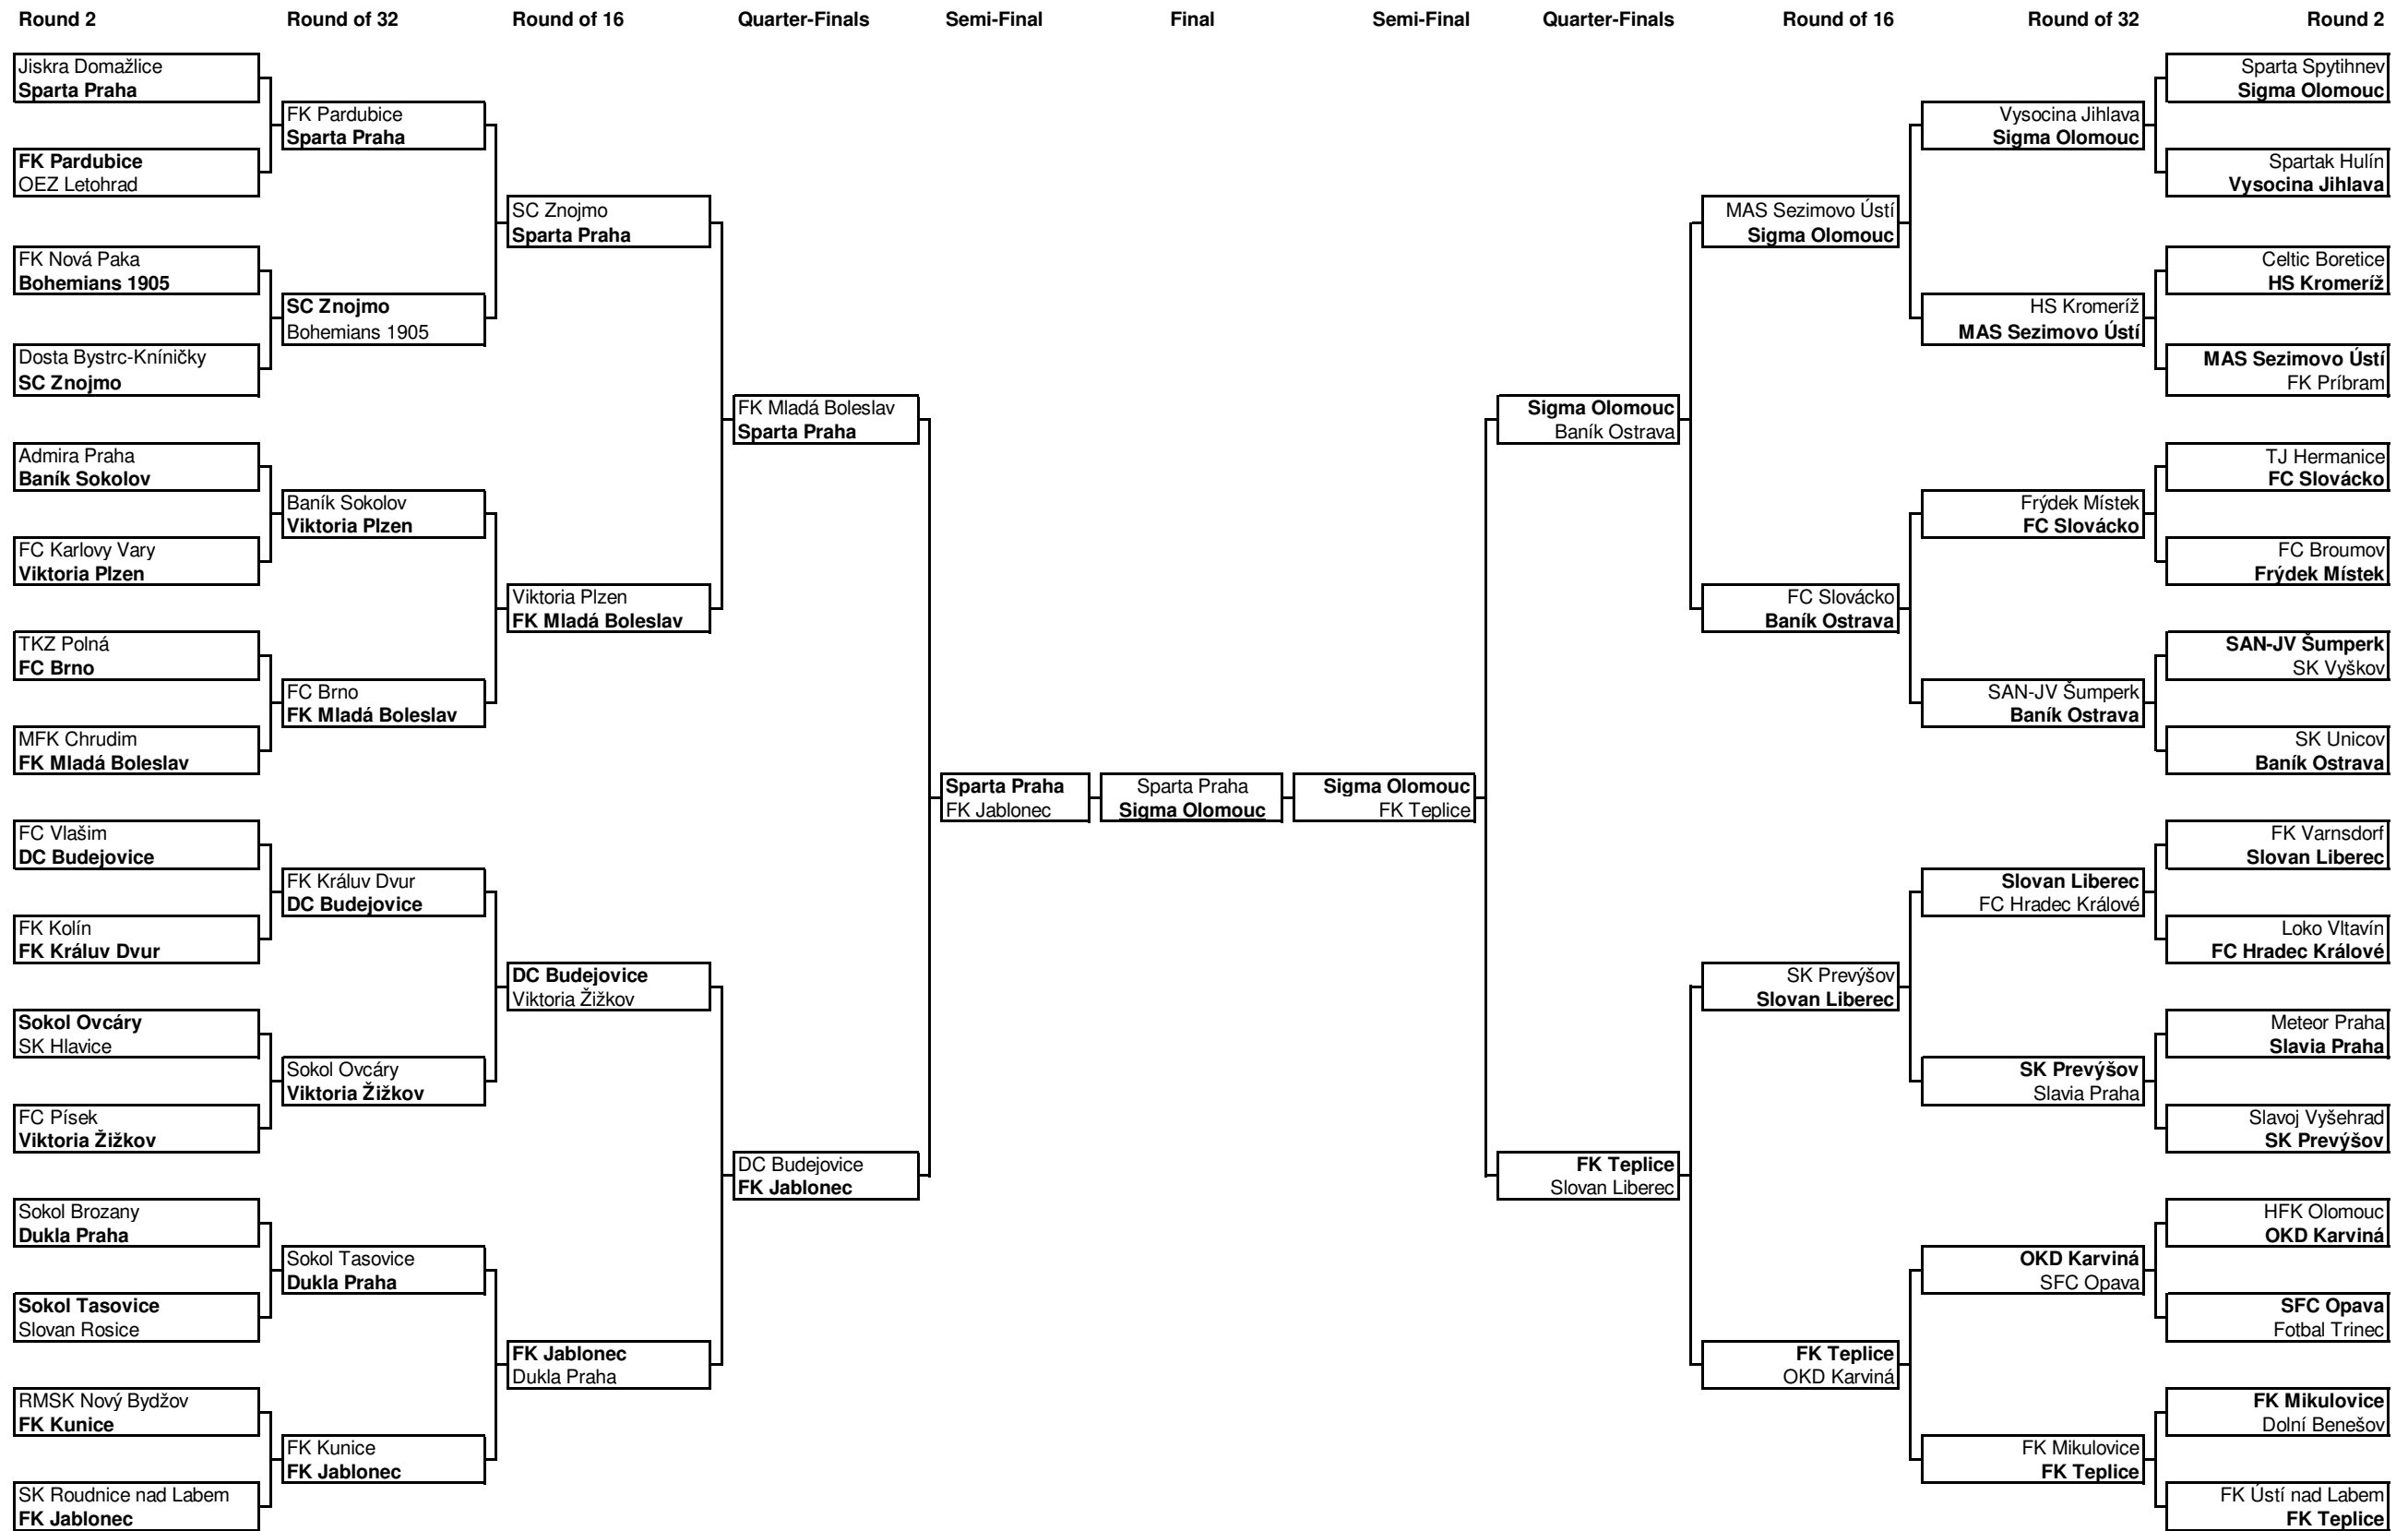 Round 2
Round of 32
Round of 16
Quarter-Finals
Semi-Final
Final
Semi-Final
Quarter-Finals
Round of 16
Round of 32
Round 2
Jiskra Domažlice
Sparta Praha
FK Pardubice
OEZ Letohrad
FK Nová Paka
Bohemians 1905
Dosta Bystrc-Kníničky
SC Znojmo
Admira Praha
Baník Sokolov
FC Karlovy Vary
Viktoria Plzen
TKZ Polná
FC Brno
MFK Chrudim
FK Mladá Boleslav
FC Vlašim
DC Budejovice
FK Kolín
FK Králuv Dvur
Sokol Ovcáry
SK Hlavice
FC Písek
Viktoria Žižkov
Sokol Brozany
Dukla Praha
Sokol Tasovice
Slovan Rosice
RMSK Nový Bydžov
FK Kunice
SK Roudnice nad Labem
FK Jablonec
FK Pardubice
Sparta Praha
SC Znojmo
Bohemians 1905
Baník Sokolov
Viktoria Plzen
FC Brno
FK Mladá Boleslav
FK Králuv Dvur
DC Budejovice
Sokol Ovcáry
Viktoria Žižkov
Sokol Tasovice
Dukla Praha
FK Kunice
FK Jablonec
SC Znojmo
Sparta Praha
Viktoria Plzen
FK Mladá Boleslav
DC Budejovice
Viktoria Žižkov
FK Jablonec
Dukla Praha
FK Mladá Boleslav
Sparta Praha
DC Budejovice
FK Jablonec
Sparta Praha
FK Jablonec
Sparta Praha
Sigma Olomouc
Sigma Olomouc
FK Teplice
Sigma Olomouc
Baník Ostrava
FK Teplice
Slovan Liberec
MAS Sezimovo Ústí
Sigma Olomouc
FC Slovácko
Baník Ostrava
SK Prevýšov
Slovan Liberec
FK Teplice
OKD Karviná
Vysocina Jihlava
Sigma Olomouc
HS Kromeríž
MAS Sezimovo Ústí
Frýdek Místek
FC Slovácko
SAN-JV Šumperk
Baník Ostrava
Slovan Liberec
FC Hradec Králové
SK Prevýšov
Slavia Praha
OKD Karviná
SFC Opava
FK Mikulovice
FK Teplice
Sparta Spytihnev
Sigma Olomouc
Spartak Hulín
Vysocina Jihlava
Celtic Boretice
HS Kromeríž
MAS Sezimovo Ústí
FK Príbram
TJ Hermanice
FC Slovácko
FC Broumov
Frýdek Místek
SAN-JV Šumperk
SK Vyškov
SK Unicov
Baník Ostrava
FK Varnsdorf
Slovan Liberec
Loko Vltavín
FC Hradec Králové
Meteor Praha
Slavia Praha
Slavoj Vyšehrad
SK Prevýšov
HFK Olomouc
OKD Karviná
SFC Opava
Fotbal Trinec
FK Mikulovice
Dolní Benešov
FK Ústí nad Labem
FK Teplice